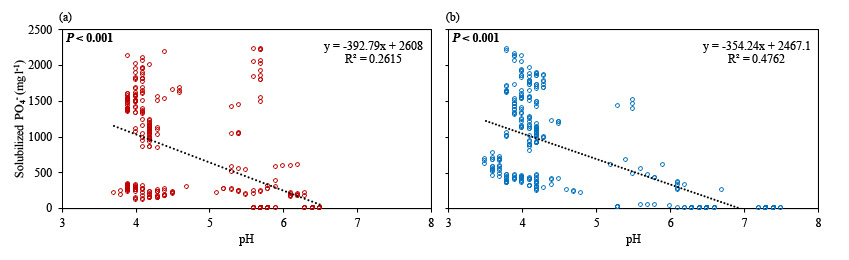 (a)
P < 0.001
y = -392.79x + 2608
R² = 0.2615
2500
2000
1500
1000
500
0
Solubilized PO₄⁻ (mg l⁻¹)
3 4 5 6 7 8
pH
(b)
P < 0.001
y = -354.24x + 2467.1
R² = 0.4762
3 4 5 6 7 8
pH